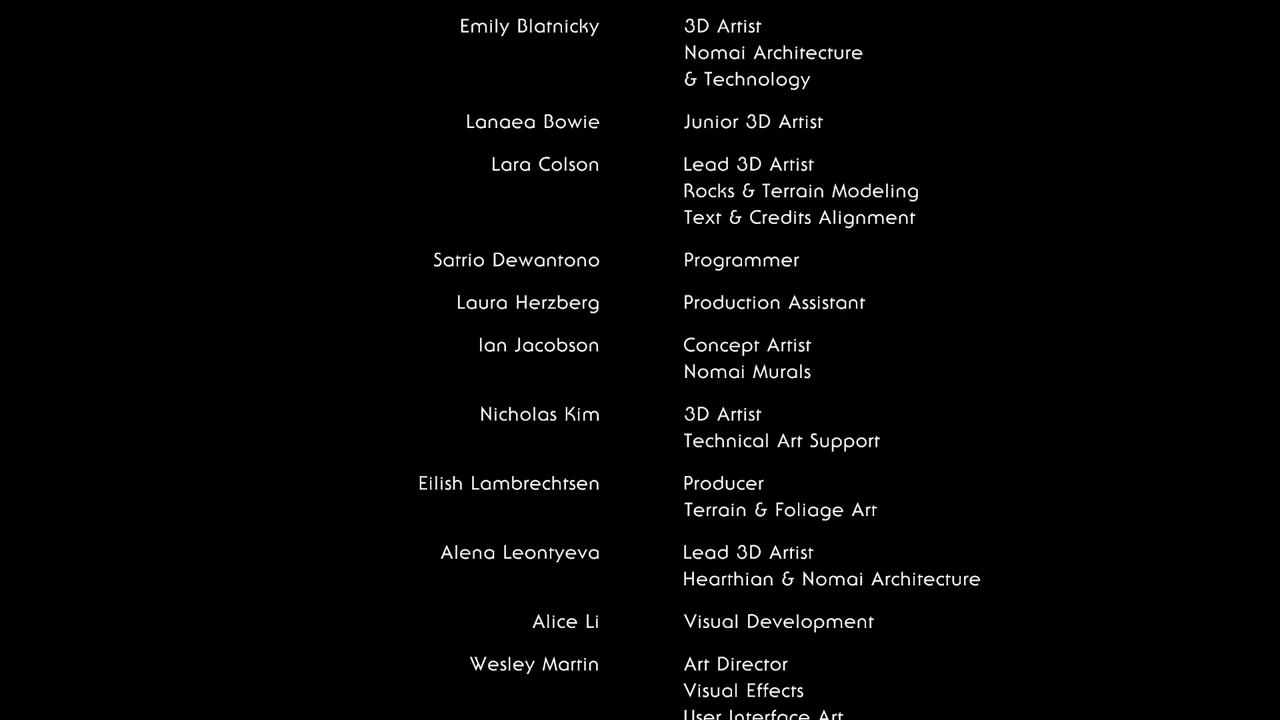 Emily Blatnicky 3D Artist
Nomai Architecture
& Technology
Lanaea Bowie Junior 3D Artist
Lara Colson Lead 3D Artist
Rocks & Terrain Modeling
Text & Credits Alignment
Satrio Dewantono Programmer
Laura Herzberg Production Assistant
Ian Jacobson Concept Artist
Nomai Murals
Nicholas Kim 3D Artist
Technical Art Support
Eilish Lambrechtsen Producer
Terrain & Foliage Art
Alena Leontyeva Lead 3D Artist
Hearthian & Nomai Architecture
Alice Li Visual Development
Wesley Martin Art Director
Visual Effects
User Interface Art